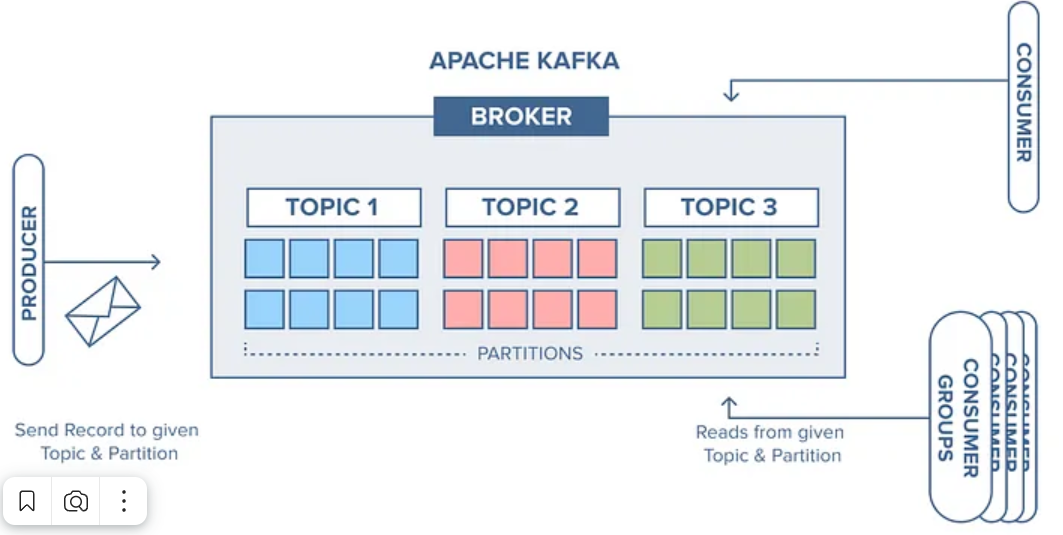 APACHE KAFKA
BROKER
CONSUMER
PRODUCER
TOPIC 1
TOPIC 2
TOPIC 3
PARTITIONS
Send Record to given
Topic & Partition
Reads from given
Topic & Partition
CONSUMER
GROUPS
CONSUMER
CONSUMER
CONSUMER